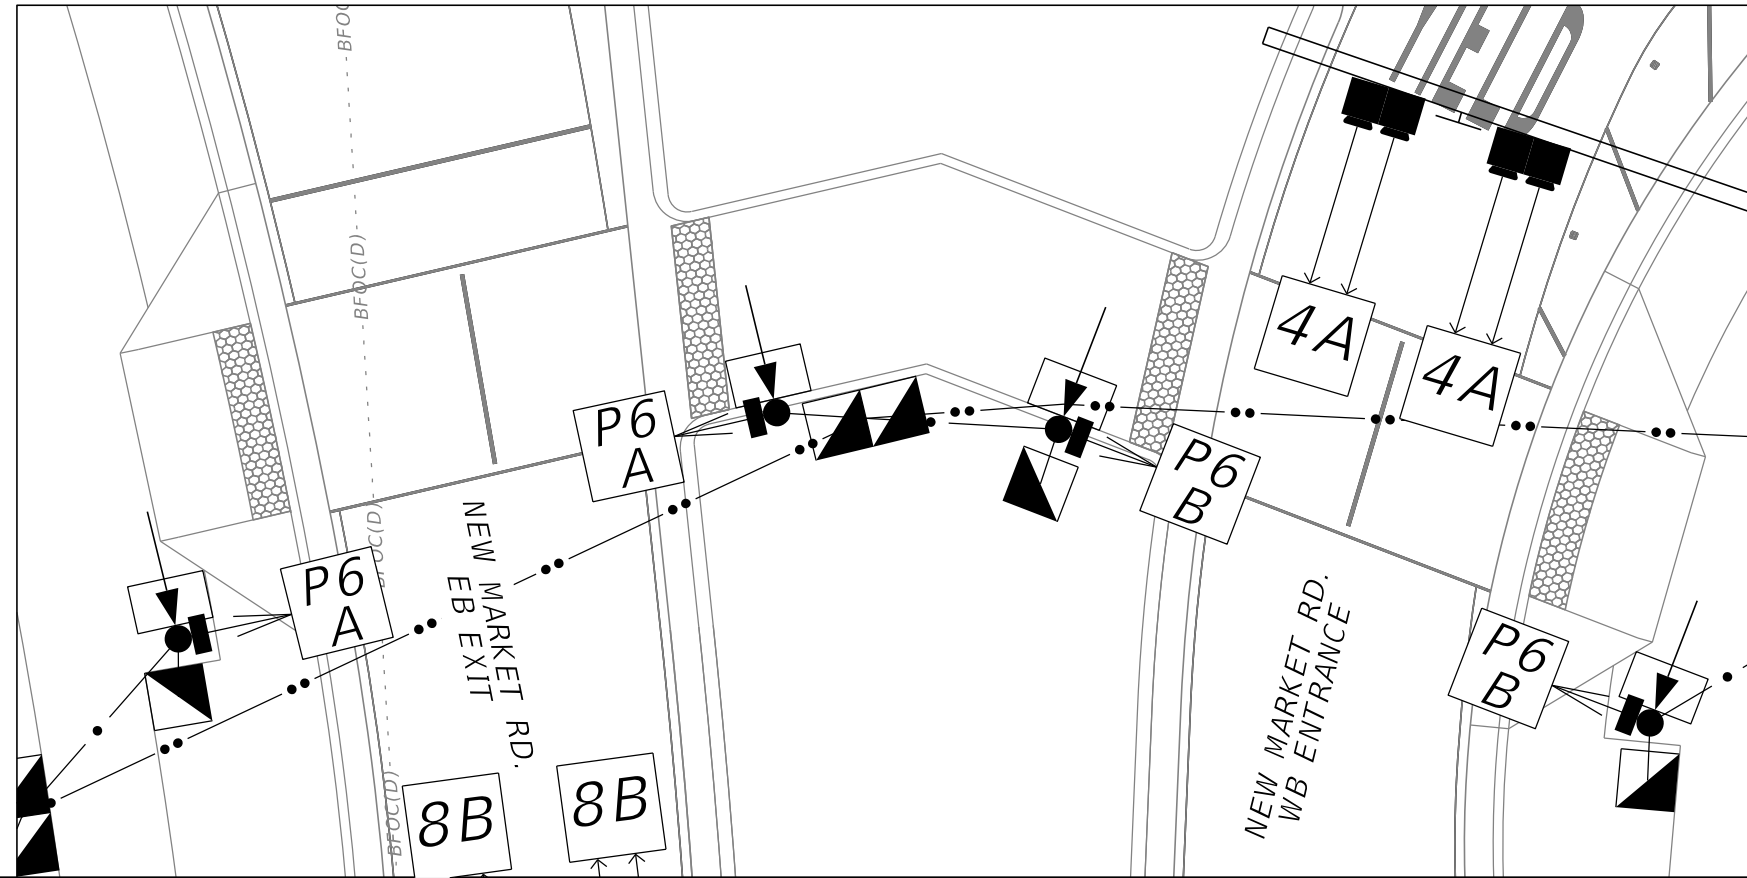 BFOC
BFOC(D)
4A
4A
P6
A
P6
B
BFOC(D)
NEW MARKET RD.
EB EXIT
P6
A
NEW MARKET RD.
WB ENTRANCE
P6
B
8B
8B
BFOC(D)